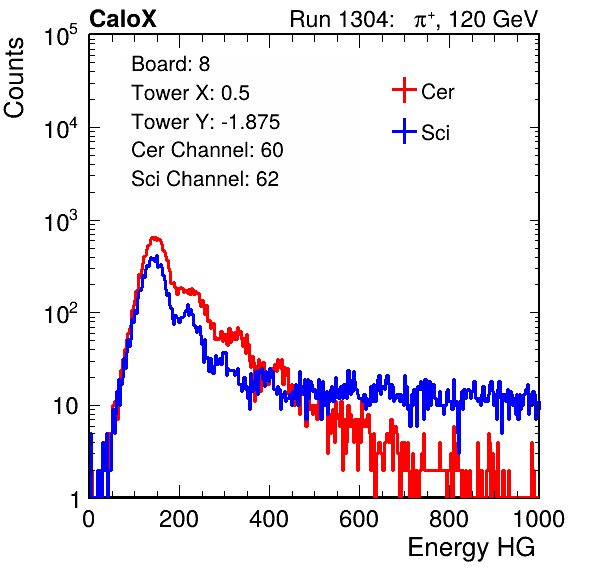 CaloX Run 1304: π⁺, 120 GeV
Counts
10⁵
10⁴
10³
10²
10
1
Board: 8
Tower X: 0.5
Tower Y: -1.875
Cer Channel: 60
Sci Channel: 62
Cer
Sci
0 200 400 600 800 1000
Energy HG